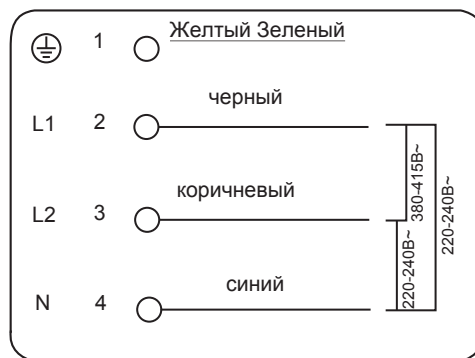 1 Желтый Зеленый
L1 2 черный
L2 3 коричневый
N 4 синий
380-415В~
220-240В~
220-240В~